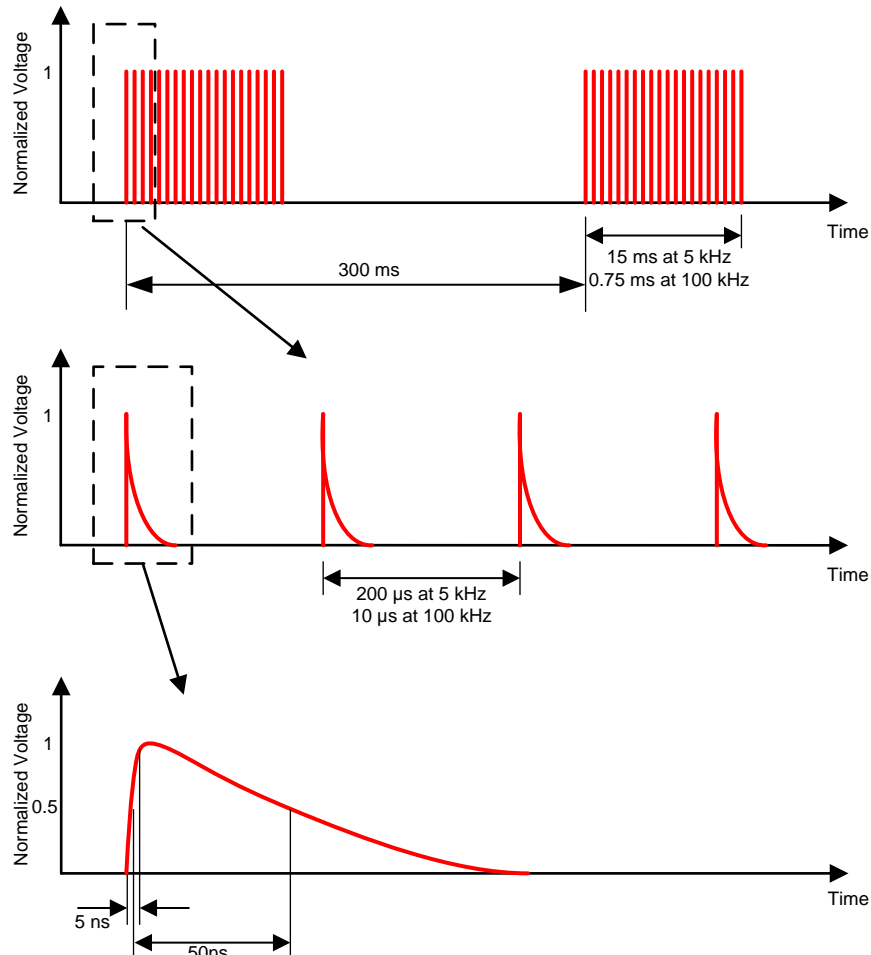 Normalized Voltage
1
Time
15 ms at 5 kHz
0.75 ms at 100 kHz
300 ms
Normalized Voltage
1
Time
200 µs at 5 kHz
10 µs at 100 kHz
Normalized Voltage
1
0.5
Time
5 ns
50ns